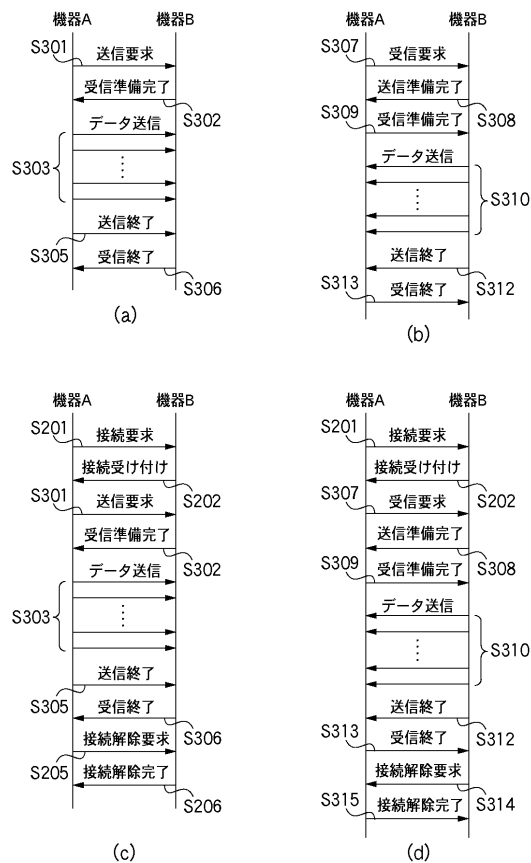 機器A 機器B
S301 送信要求
受信準備完了 S302
データ送信
S303
送信終了
S305
受信終了
S306
(a)
機器A 機器B
S307 受信要求
送信準備完了
S309 S308
受信準備完了
データ送信
S310
送信終了
S313 S312
受信終了
(b)
機器A 機器B
S201 接続要求
接続受け付け
S301 S202
送信要求
受信準備完了
S302
データ送信
S303
送信終了
S305
受信終了
S306
接続解除要求
S205
接続解除完了
S206
(c)
機器A 機器B
S201 接続要求
接続受け付け
S307 S202
受信要求
送信準備完了
S309 S308
受信準備完了
データ送信
S310
送信終了
S313 S312
受信終了
接続解除要求
S315 S314
接続解除完了
(d)